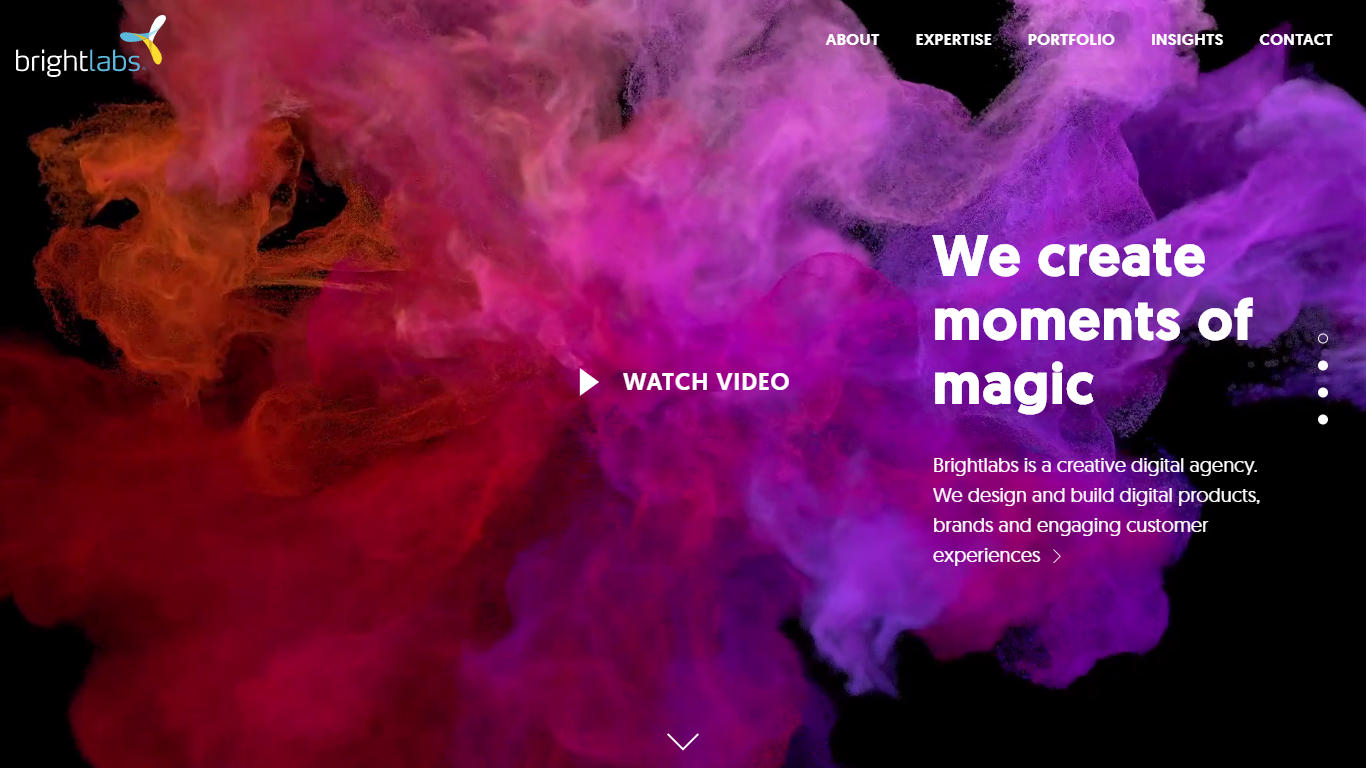 brightlabs
ABOUT EXPERTISE PORTFOLIO INSIGHTS CONTACT
We create
moments of
magic
WATCH VIDEO
Brightlabs is a creative digital agency.
We design and build digital products,
brands and engaging customer
experiences